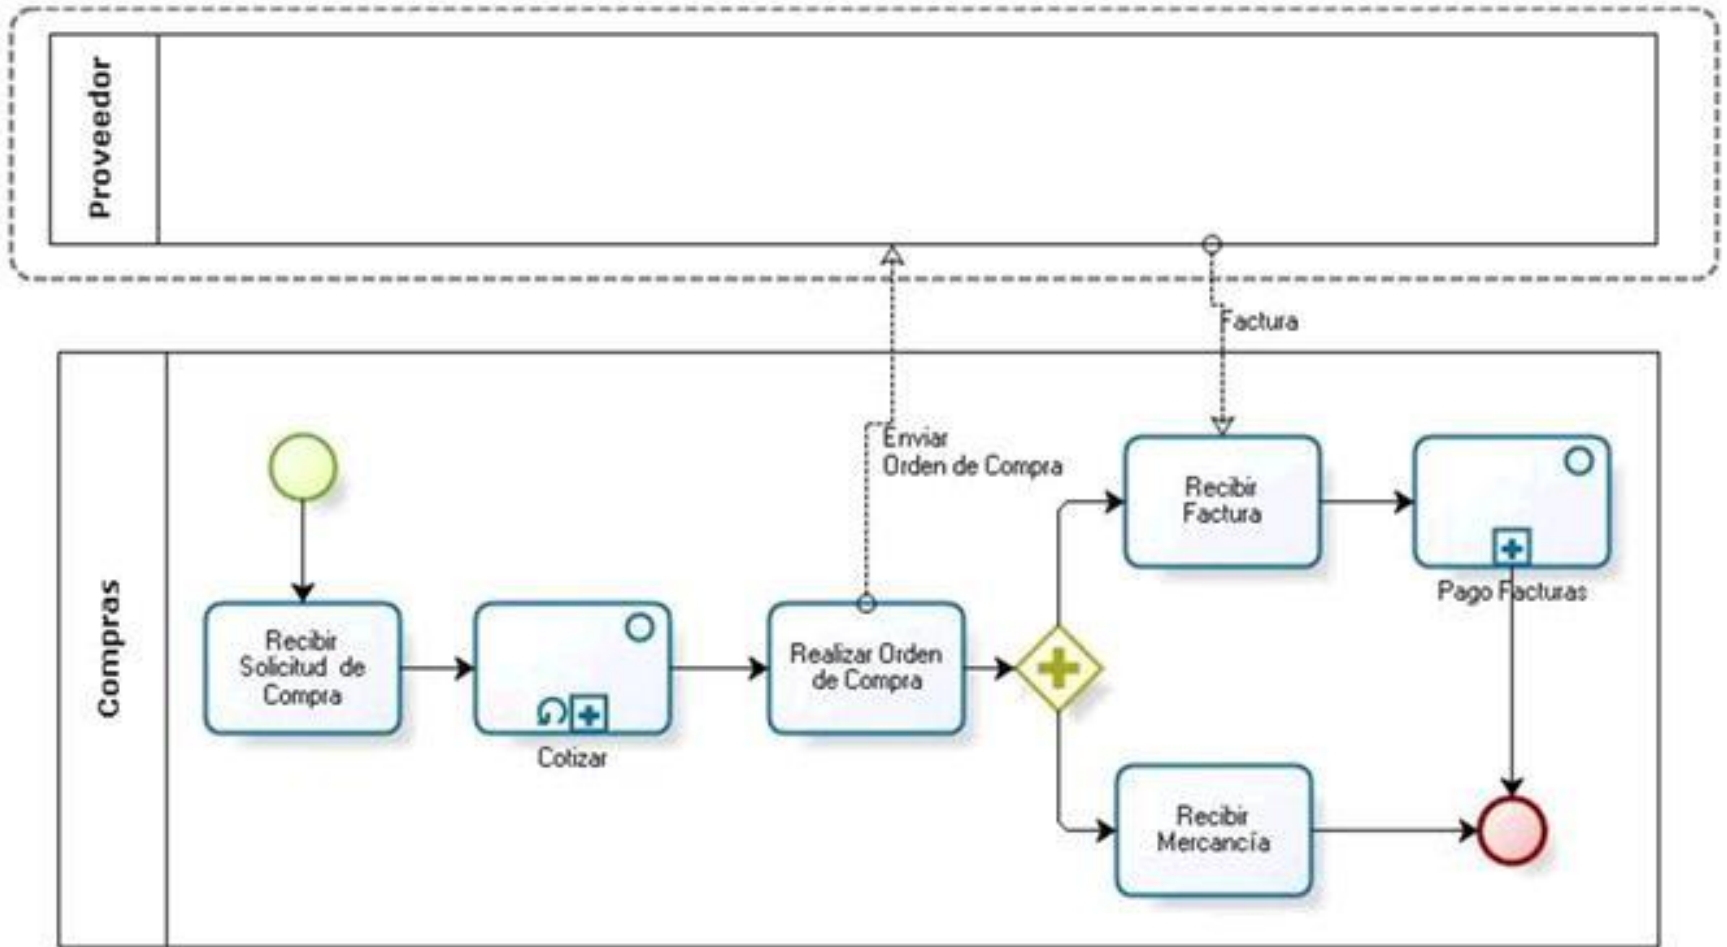 Proveedor
Factura
Enviar
Orden de Compra
Compras
Recibir
Solicitud de
Compra
Cotizar
Realizar Orden
de Compra
Recibir
Factura
Pago Facturas
Recibir
Mercancía